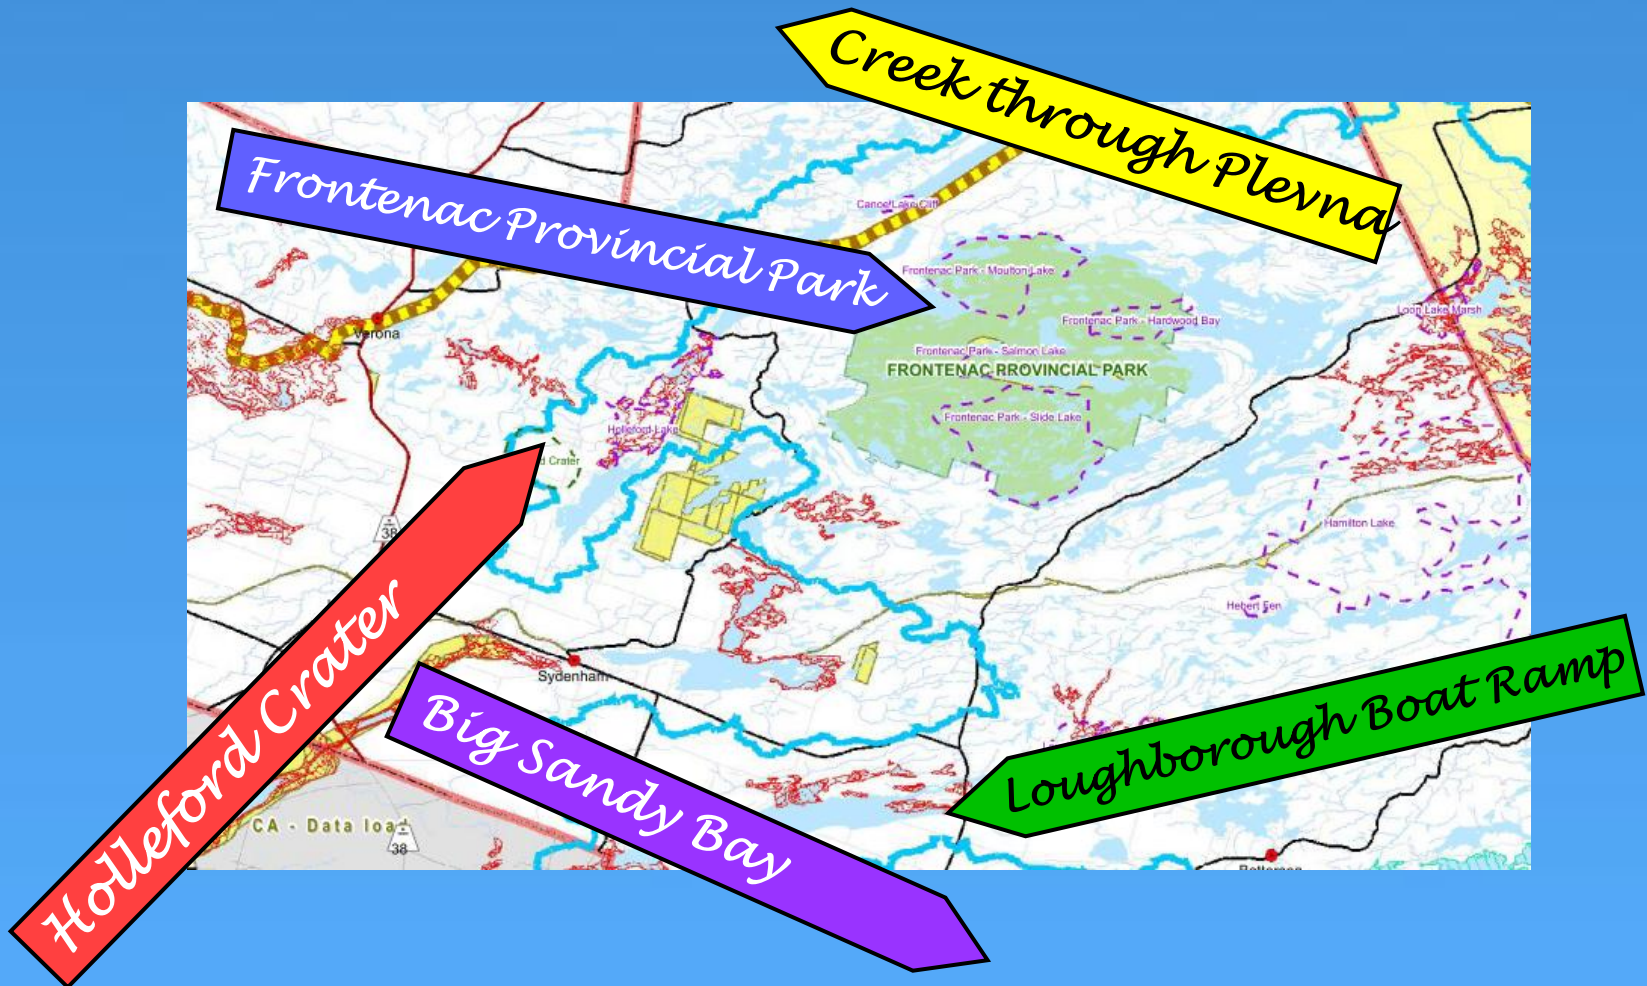 Creek through Plevna
Frontenac Provincial Park
Canoe Lake Cliff
Frontenac Park - Moulton Lake
Loon Lake Marsh
Frontenac Park - Hardwood Bay
Verona
Frontenac Park - Salmon Lake
FRONTENAC PROVINCIAL PARK
Frontenac Park - Slide Lake
Holleford Lake
Crater
38
Hamilton Lake
Hebert Fen
Sydenham
Holleford Crater
Big Sandy Bay
Loughborough Boat Ramp
CA - Data loa
38